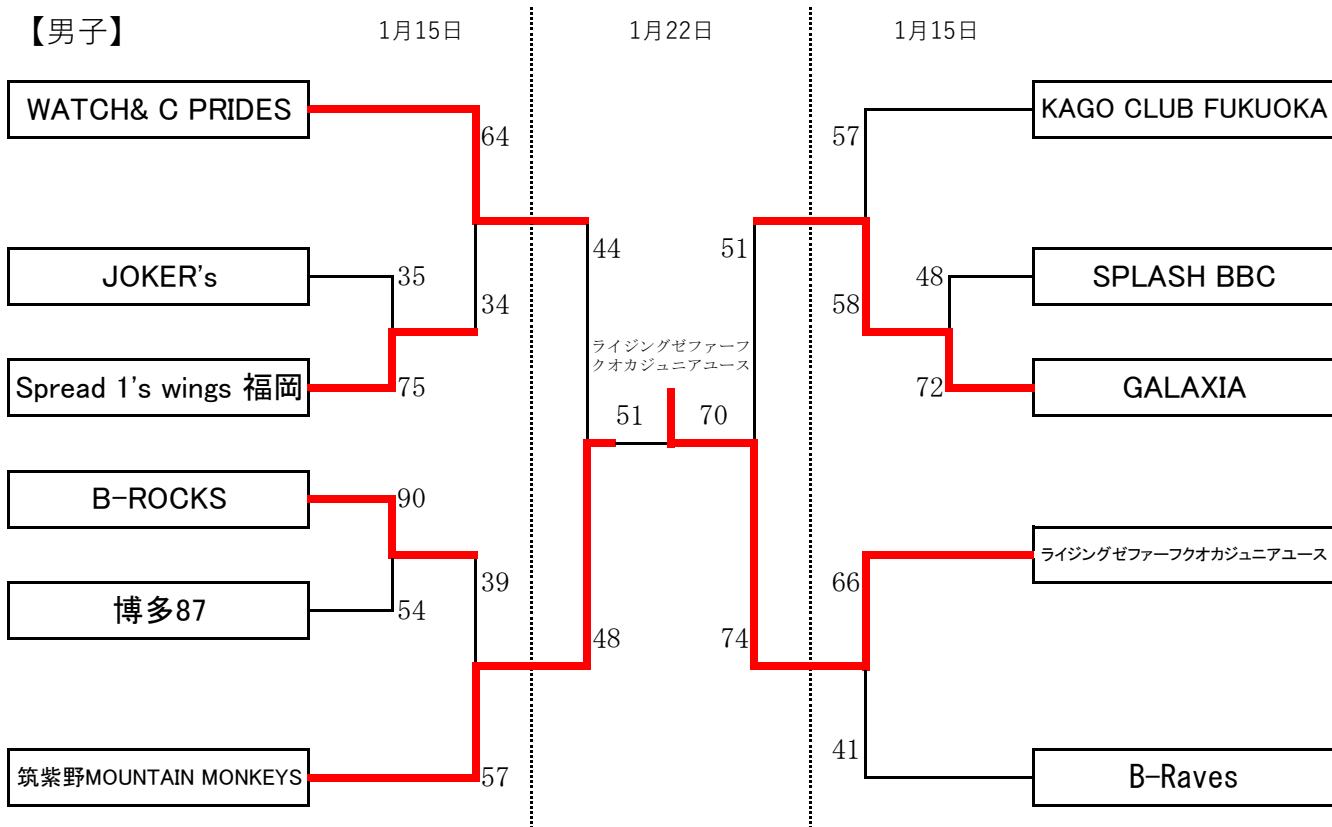 【男子】
1月15日
1月22日
1月15日
WATCH& C PRIDES
KAGO CLUB FUKUOKA
64
57
44
51
JOKER's
35
48
SPLASH BBC
34
58
ライジングゼファーフ
クオカジュニアユース
Spread 1's wings 福岡
75
72
GALAXIA
51
70
B-ROCKS
90
ライジングゼファーフクオカジュニアユース
39
66
博多87
54
48
74
筑紫野MOUNTAIN MONKEYS
57
41
B-Raves